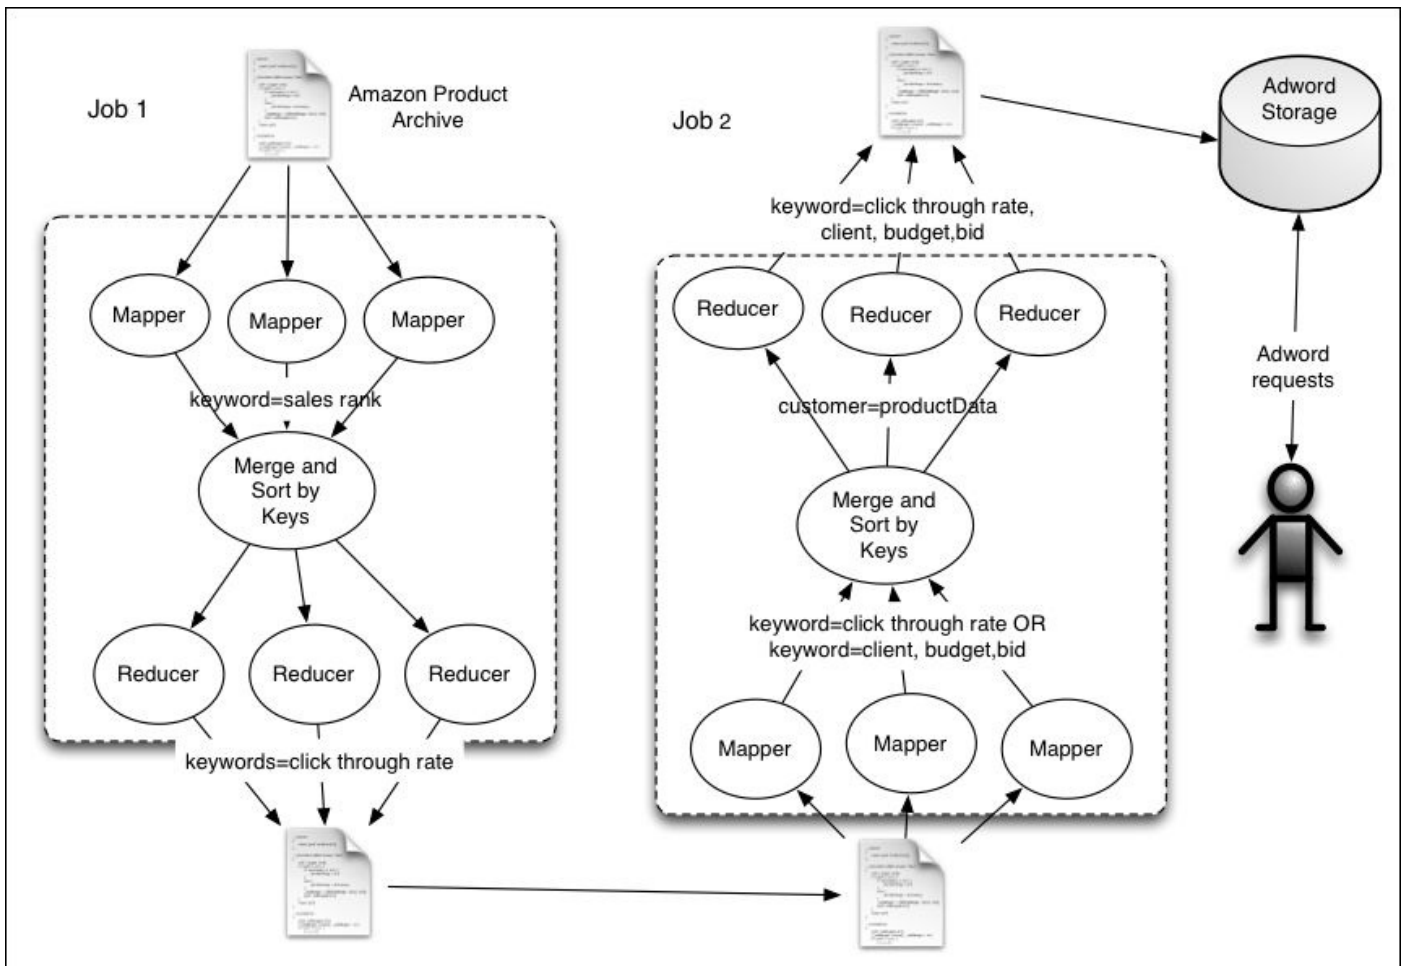 Job 1
Amazon Product
Archive
Mapper
Mapper
Mapper
keyword=sales rank
Merge and
Sort by
Keys
Reducer
Reducer
Reducer
keywords=click through rate
Job 2
keyword=click through rate,
client, budget,bid
Reducer
Reducer
Reducer
customer=productData
Merge and
Sort by
Keys
keyword=click through rate OR
keyword=client, budget,bid
Mapper
Mapper
Mapper
Adword
Storage
Adword
requests